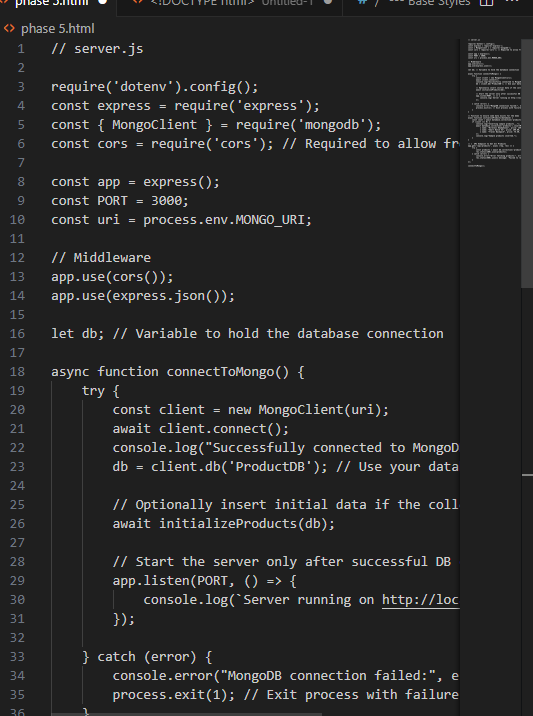 phase 5.html
<!DOCTYPE html> Untitled-1
# / Base Styles
<> phase 5.html
1 // server.js
2
3 require('dotenv').config();
4 const express = require('express');
5 const { MongoClient } = require('mongodb');
6 const cors = require('cors'); // Required to allow fr
7
8 const app = express();
9 const PORT = 3000;
10 const uri = process.env.MONGO_URI;
11
12 // Middleware
13 app.use(cors());
14 app.use(express.json());
15
16 let db; // Variable to hold the database connection
17
18 async function connectToMongo() {
19 try {
20 const client = new MongoClient(uri);
21 await client.connect();
22 console.log("Successfully connected to MongoD
23 db = client.db('ProductDB'); // Use your data
24
25 // Optionally insert initial data if the coll
26 await initializeProducts(db);
27
28 // Start the server only after successful DB
29 app.listen(PORT, () => {
30 console.log(`Server running on http://loc
31 });
32
33 } catch (error) {
34 console.error("MongoDB connection failed:", e
35 process.exit(1); // Exit process with failure
36 }